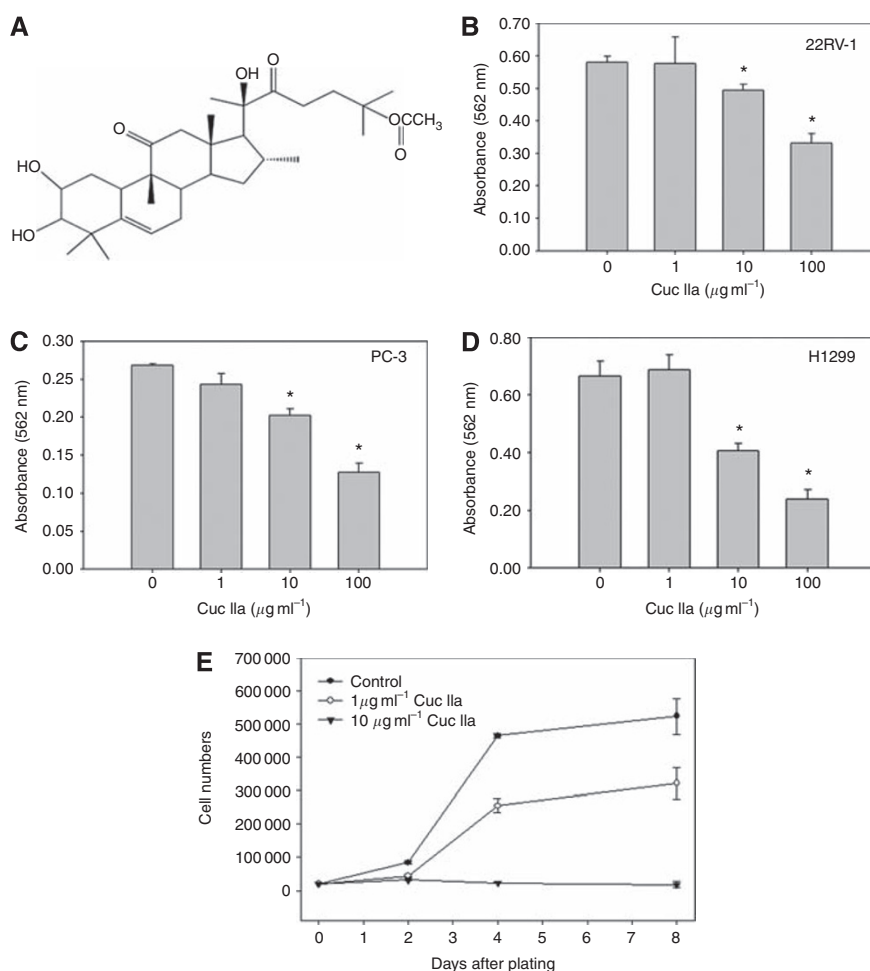 A
OH
O
O
OCCH₃
O
HO
HO
B
22RV-1
0.70
0.60
0.50
0.40
0.30
0.20
0.10
0.00
Absorbance (562 nm)
*
*
0 1 10 100
Cuc IIa (μg ml⁻¹)
C
PC-3
0.30
0.25
0.20
0.15
0.10
0.05
0.00
Absorbance (562 nm)
*
*
0 1 10 100
Cuc IIa (μg ml⁻¹)
D
H1299
0.80
0.60
0.40
0.20
0.00
Absorbance (562 nm)
*
*
0 1 10 100
Cuc IIa (μg ml⁻¹)
E
700 000
600 000
500 000
400 000
300 000
200 000
100 000
0
Cell numbers
Control
1μg ml⁻¹ Cuc IIa
10 μg ml⁻¹ Cuc IIa
0 1 2 3 4 5 6 7 8
Days after plating